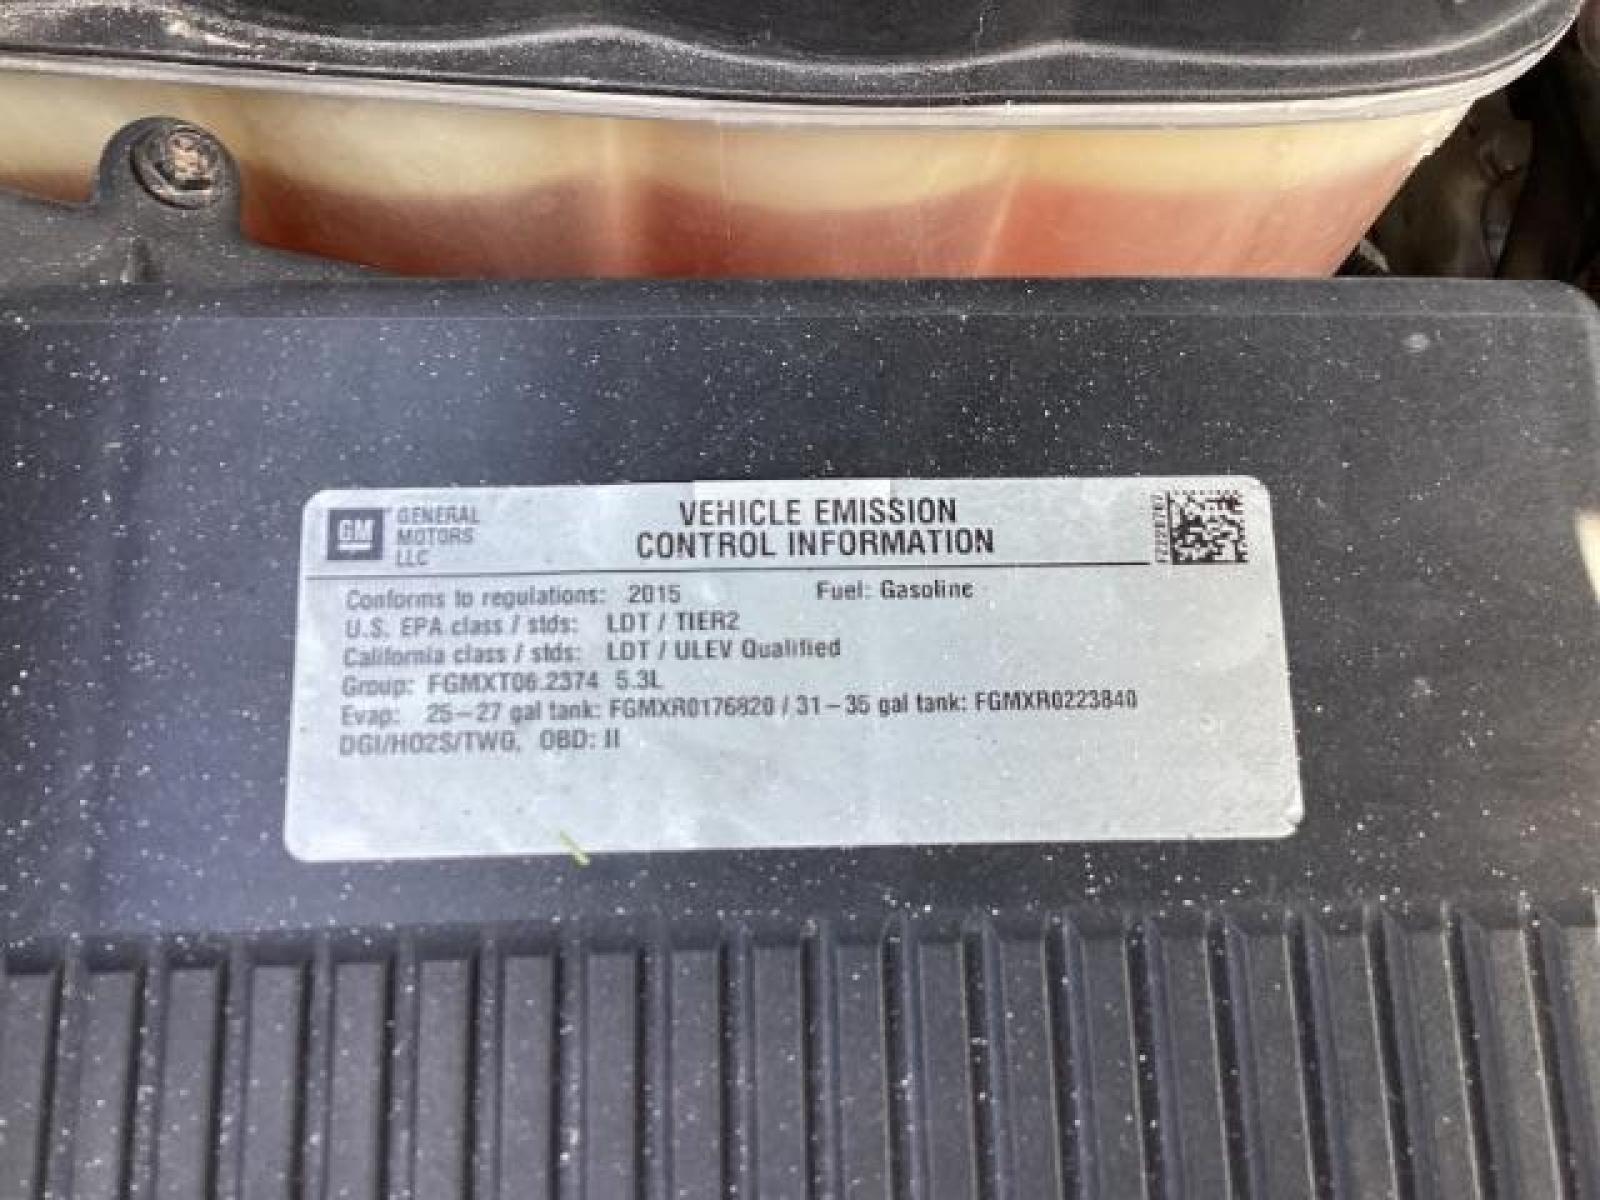 GM
GENERAL
MOTORS
LLC
VEHICLE EMISSION
CONTROL INFORMATION
Conforms to regulations: 2015 Fuel: Gasoline
U.S. EPA class / stds: LDT / TIER2
California class / stds: LDT / ULEV Qualified
Group: FGMXT06.2374 5.3L
Evap: 25–27 gal tank: FGMXR0176820 / 31–35 gal tank: FGMXR0223840
DGI/HO2S/TWC, OBD: II